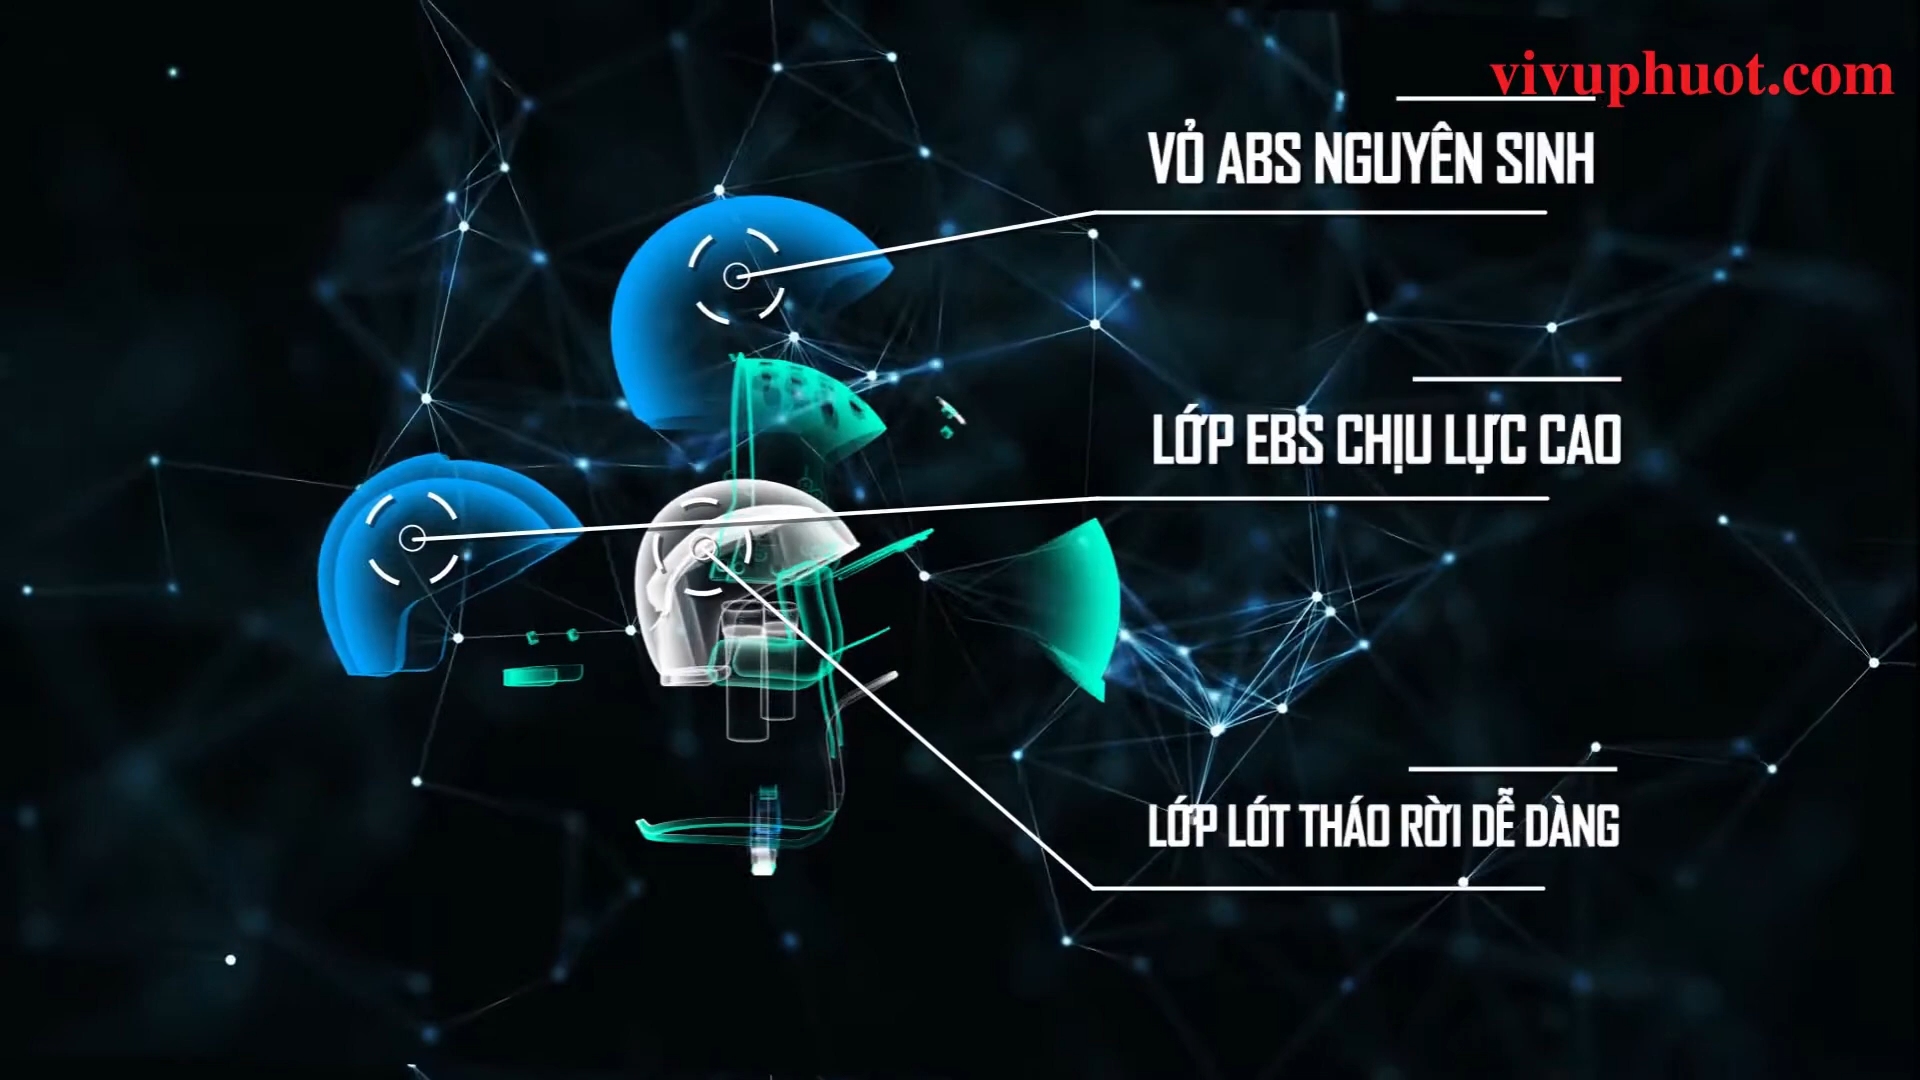 vivuphuot.com
VỎ ABS NGUYÊN SINH
LỚP EBS CHỊU LỰC CAO
LỚP LÓT THÁO RỜI DỄ DÀNG